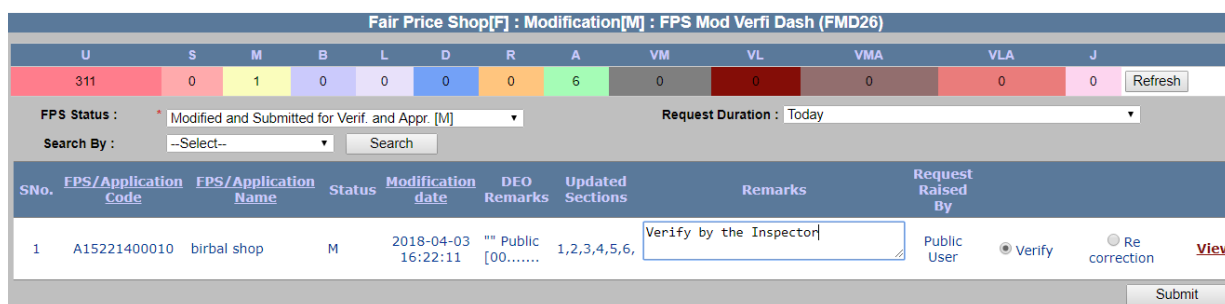 Fair Price Shop[F] : Modification[M] : FPS Mod Verfi Dash (FMD26)
U S M B L D R A VM VL VMA VLA J
311 0 1 0 0 0 0 6 0 0 0 0 0 Refresh
FPS Status : * Modified and Submitted for Verif. and Appr. [M] Request Duration : Today
Search By : --Select-- Search
SNo. FPS/Application Code FPS/Application Name Status Modification date DEO Remarks Updated Sections Remarks Request Raised By
1 A15221400010 birbal shop M 2018-04-03 16:22:11 "" Public [00....... 1,2,3,4,5,6, Verify by the Inspector Public User Verify Re correction View
Submit